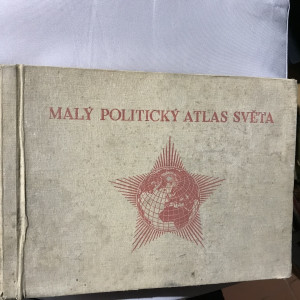 MALÝ POLITICKÝ ATLAS SVĚTA